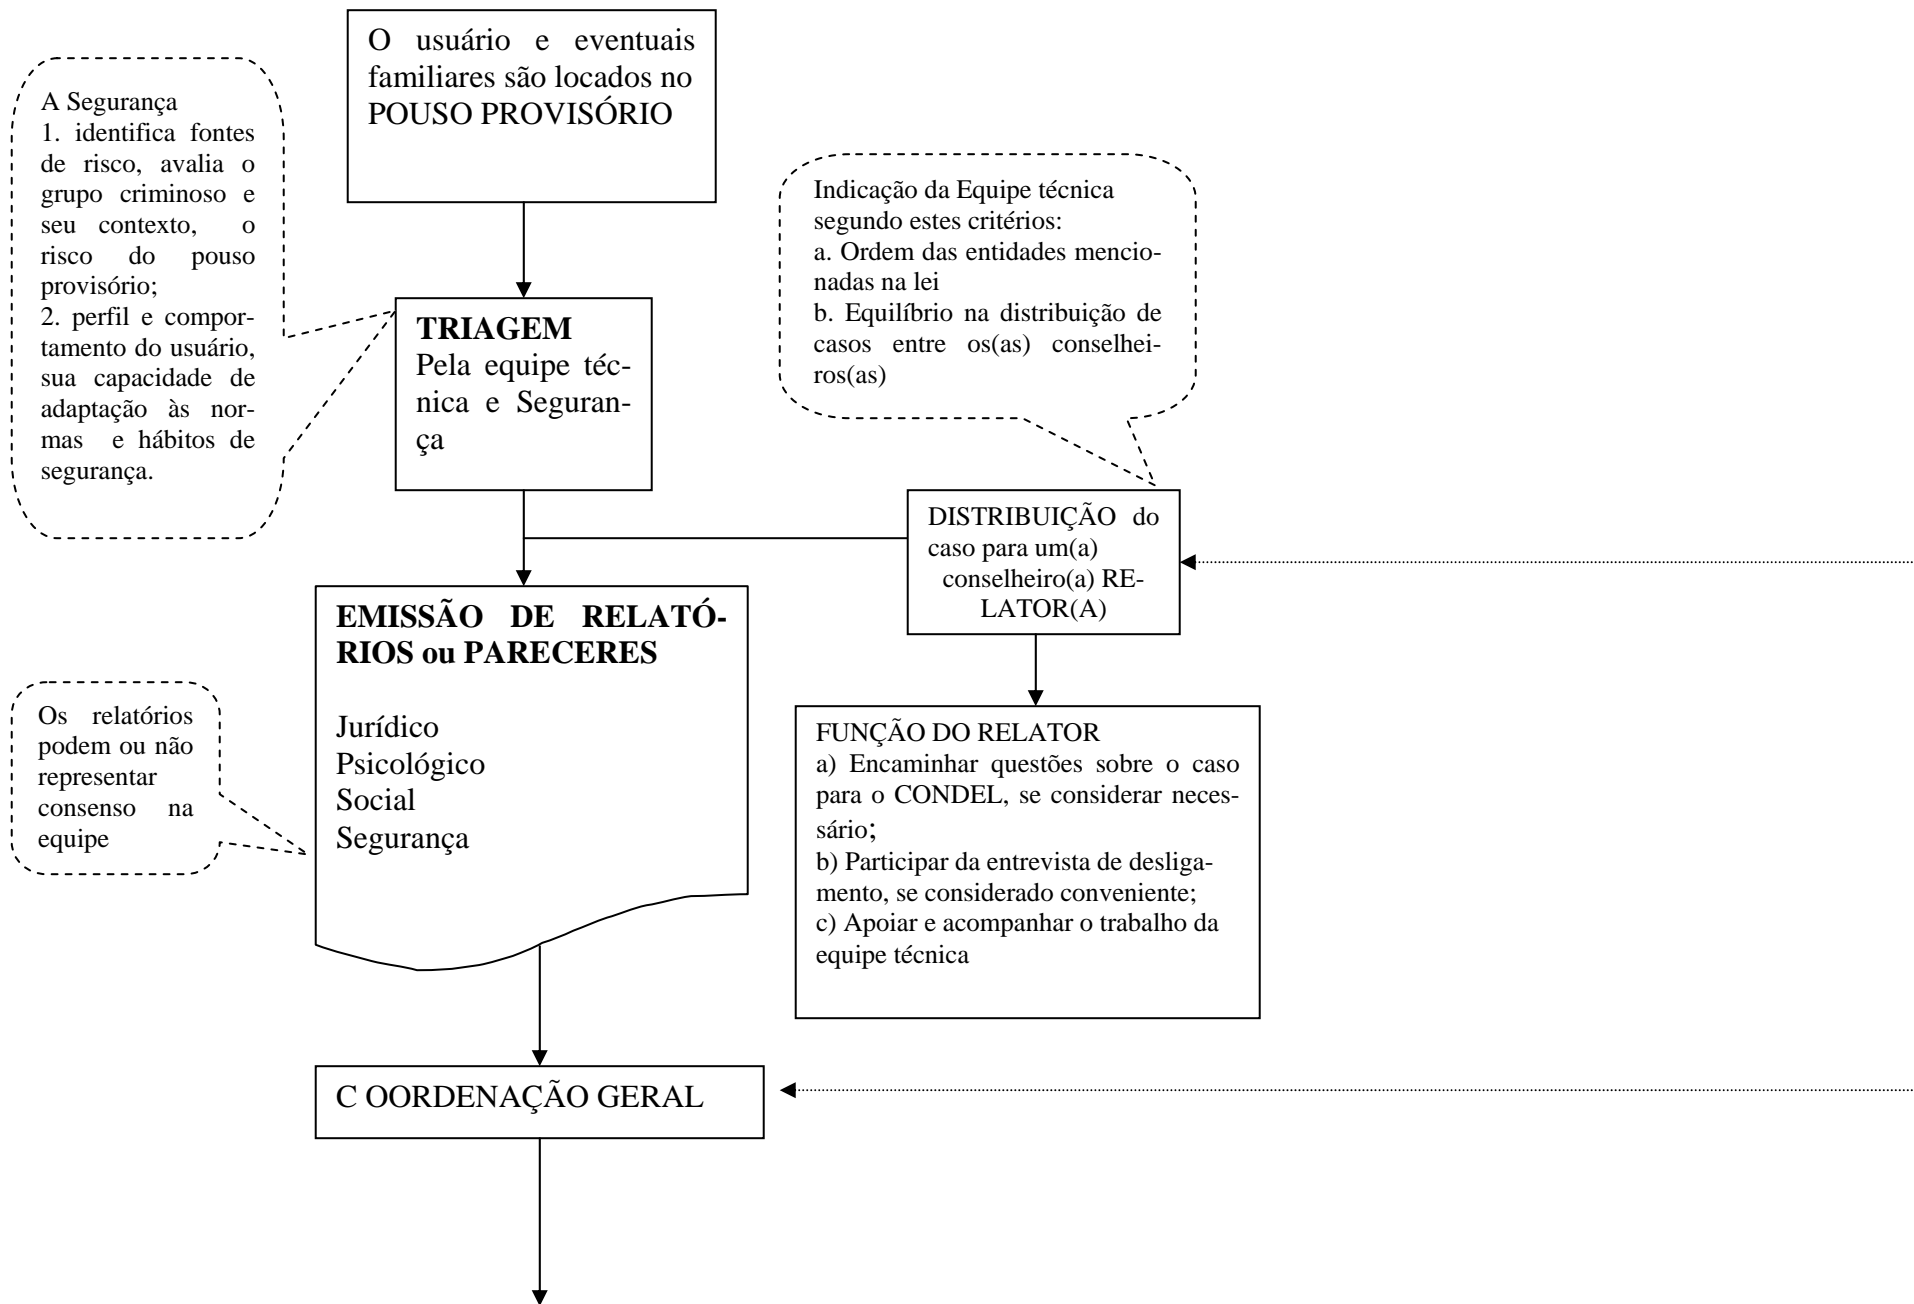 O usuário e eventuais
familiares são locados no
POUSO PROVISÓRIO
A Segurança
1. identifica fontes
de risco, avalia o
grupo criminoso e
seu contexto, o
risco do pouso
provisório;
2. perfil e compor-
tamento do usuário,
sua capacidade de
adaptação às nor-
mas e hábitos de
segurança.
Indicação da Equipe técnica
segundo estes critérios:
a. Ordem das entidades mencio-
nadas na lei
b. Equilíbrio na distribuição de
casos entre os(as) conselhei-
ros(as)
TRIAGEM
Pela equipe téc-
nica e Seguran-
ça
DISTRIBUIÇÃO do
caso para um(a)
conselheiro(a) RE-
LATOR(A)
EMISSÃO DE RELATÓ-
RIOS ou PARECERES
Jurídico
Psicológico
Social
Segurança
Os relatórios
podem ou não
representar
consenso na
equipe
FUNÇÃO DO RELATOR
a) Encaminhar questões sobre o caso
para o CONDEL, se considerar neces-
sário;
b) Participar da entrevista de desliga-
mento, se considerado conveniente;
c) Apoiar e acompanhar o trabalho da
equipe técnica
C OORDENAÇÃO GERAL